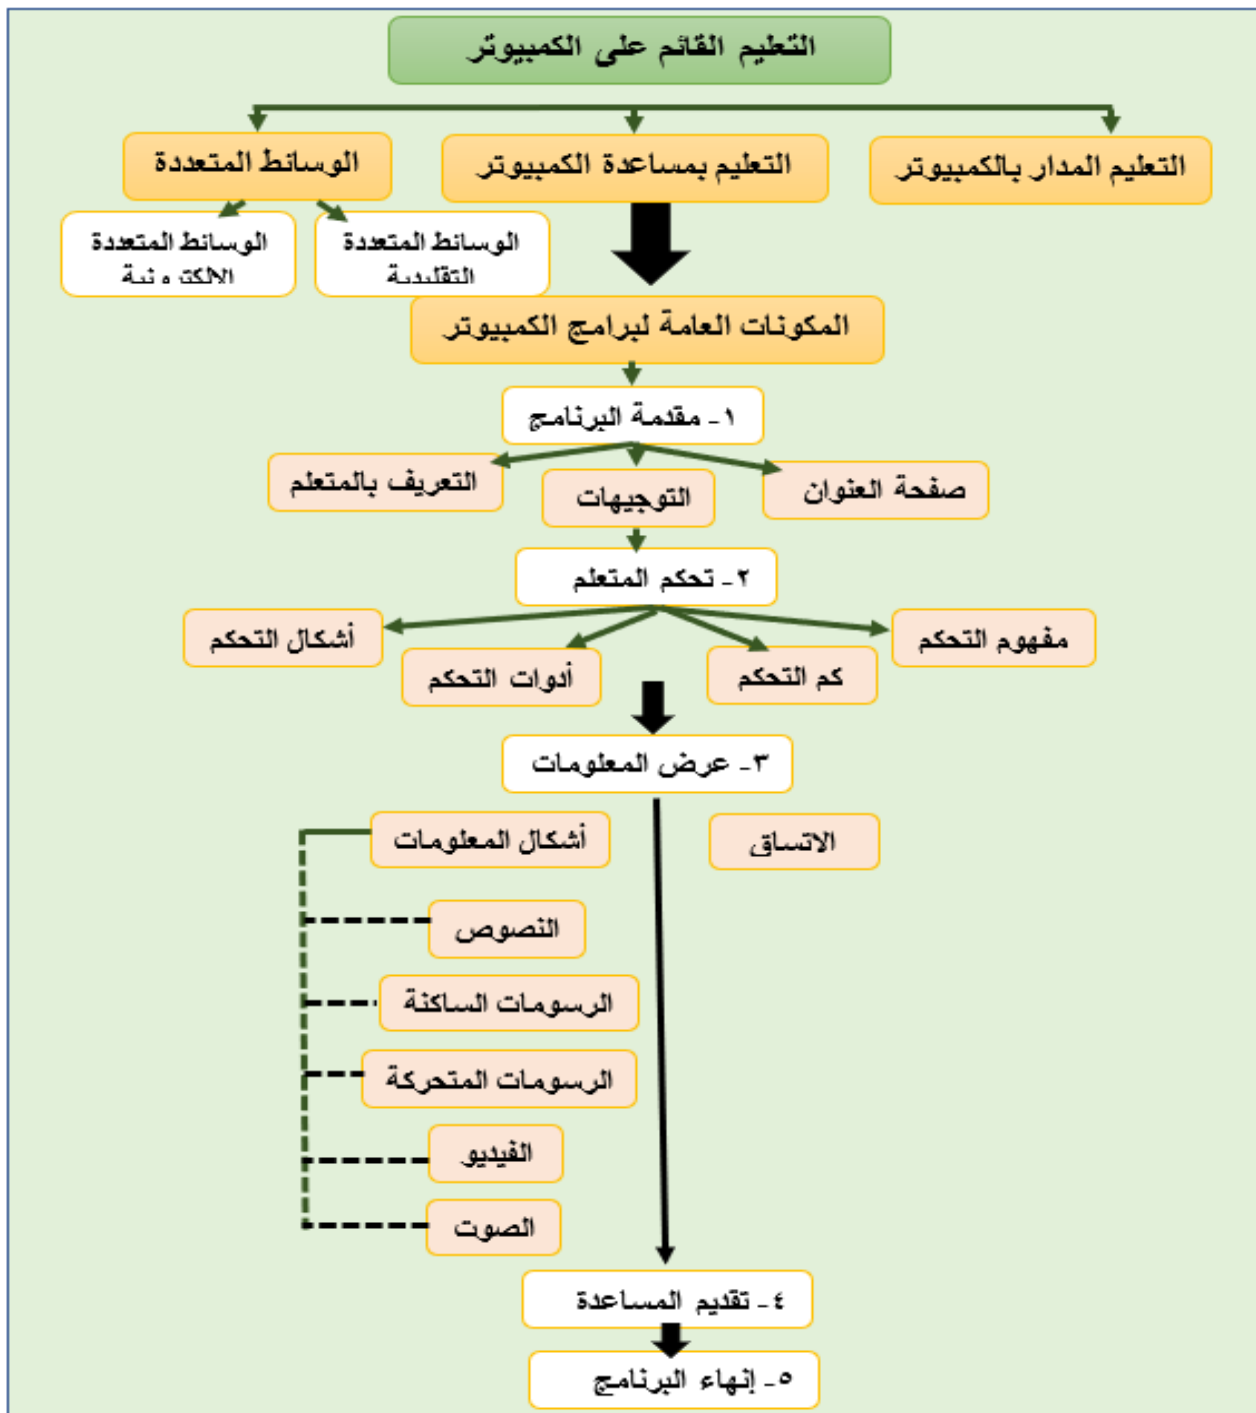 التعليم القائم على الكمبيوتر
التعليم المدار بالكمبيوتر
التعليم بمساعدة الكمبيوتر
الوسائط المتعددة
الوسائط المتعددة
التقليدية
الوسائط المتعددة
الالكترونية
المكونات العامة لبرامج الكمبيوتر
١- مقدمة البرنامج
صفحة العنوان
التوجيهات
التعريف بالمتعلم
٢- تحكم المتعلم
مفهوم التحكم
كم التحكم
أدوات التحكم
أشكال التحكم
٣- عرض المعلومات
الاتساق
أشكال المعلومات
النصوص
الرسومات الساكنة
الرسومات المتحركة
الفيديو
الصوت
٤- تقديم المساعدة
٥- إنهاء البرنامج